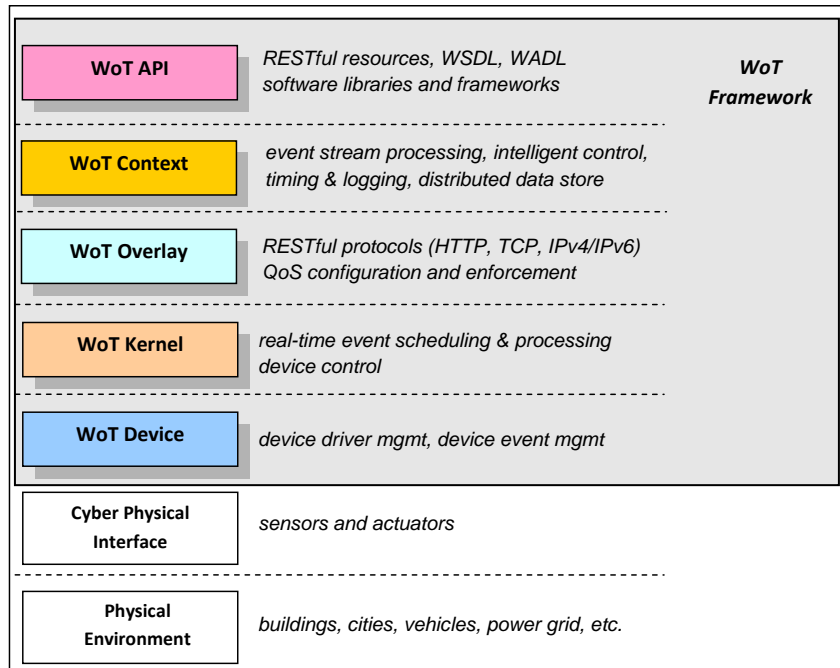 WoT API
RESTful resources, WSDL, WADL
software libraries and frameworks
WoT
Framework
WoT Context
event stream processing, intelligent control,
timing & logging, distributed data store
WoT Overlay
RESTful protocols (HTTP, TCP, IPv4/IPv6)
QoS configuration and enforcement
WoT Kernel
real-time event scheduling & processing
device control
WoT Device
device driver mgmt, device event mgmt
Cyber Physical
Interface
sensors and actuators
Physical
Environment
buildings, cities, vehicles, power grid, etc.